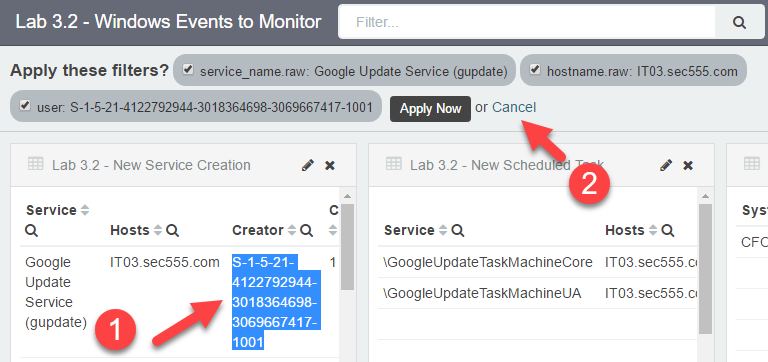 Lab 3.2 - Windows Events to Monitor
Filter...
Apply these filters? service_name.raw: Google Update Service (gupdate) hostname.raw: IT03.sec555.com
user: S-1-5-21-4122792944-3018364698-3069667417-1001 Apply Now or Cancel
2
Lab 3.2 - New Service Creation
Service Hosts Creator C
Google Update Service (gupdate)
IT03.sec555.com
S-1-5-21-
4122792944-
3018364698-
3069667417-
1001
1
1
Lab 3.2 - New Scheduled Task
Service Hosts
\GoogleUpdateTaskMachineCore IT03.sec555.co
\GoogleUpdateTaskMachineUA IT03.sec555.co
Sys
CFC